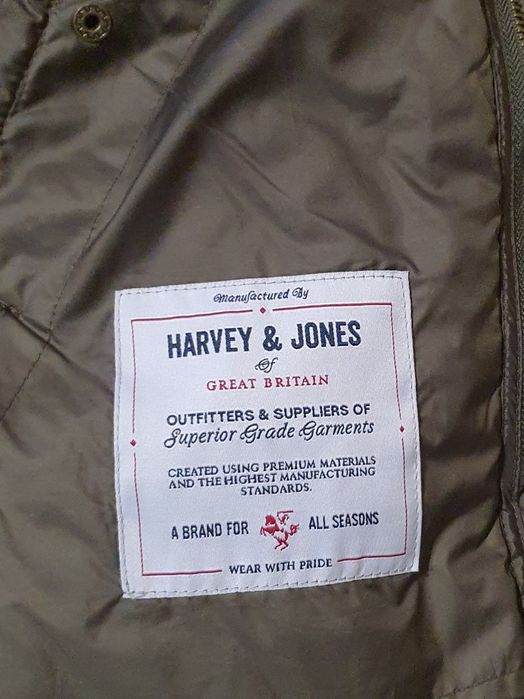 Manufactured By
HARVEY & JONES
Of
GREAT BRITAIN
OUTFITTERS & SUPPLIERS OF
Superior Grade Garments
CREATED USING PREMIUM MATERIALS
AND THE HIGHEST MANUFACTURING
STANDARDS.
A BRAND FOR ALL SEASONS
WEAR WITH PRIDE